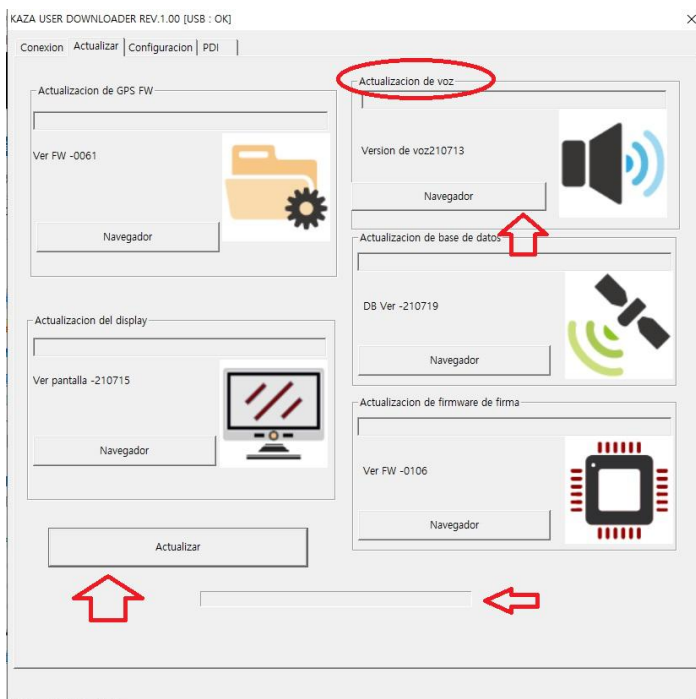 KAZA USER DOWNLOADER REV.1.00 [USB : OK]
Conexion Actualizar Configuracion PDI
Actualizacion de GPS FW
Ver FW -0061
Navegador
Actualizacion de voz
Version de voz210713
Navegador
Actualizacion de base de datos
DB Ver -210719
Navegador
Actualizacion del display
Ver pantalla -210715
Navegador
Actualizacion de firmware de firma
Ver FW -0106
Navegador
Actualizar